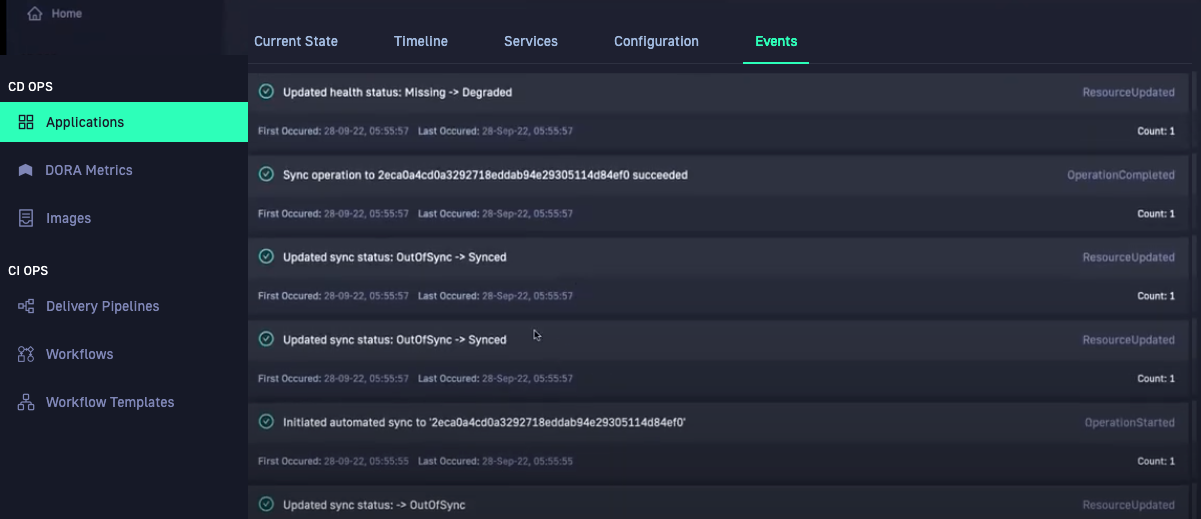 Home
Current State Timeline Services Configuration Events
CD OPS
Applications
DORA Metrics
Images
CI OPS
Delivery Pipelines
Workflows
Workflow Templates
Updated health status: Missing -> Degraded ResourceUpdated
First Occured: 28-09-22, 05:55:57 Last Occured: 28-Sep-22, 05:55:57 Count: 1
Sync operation to 2eca0a4cd0a3292718eddab94e29305114d84ef0 succeeded OperationCompleted
First Occured: 28-09-22, 05:55:57 Last Occured: 28-Sep-22, 05:55:57 Count: 1
Updated sync status: OutOfSync -> Synced ResourceUpdated
First Occured: 28-09-22, 05:55:57 Last Occured: 28-Sep-22, 05:55:57 Count: 1
Updated sync status: OutOfSync -> Synced ResourceUpdated
First Occured: 28-09-22, 05:55:57 Last Occured: 28-Sep-22, 05:55:57 Count: 1
Initiated automated sync to '2eca0a4cd0a3292718eddab94e29305114d84ef0' OperationStarted
First Occured: 28-09-22, 05:55:55 Last Occured: 28-Sep-22, 05:55:55 Count: 1
Updated sync status: -> OutOfSync ResourceUpdated